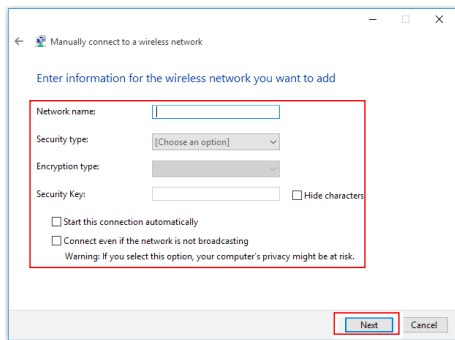 Manually connect to a wireless network
Enter information for the wireless network you want to add
Network name:
Security type: [Choose an option]
Encryption type:
Security Key: Hide characters
Start this connection automatically
Connect even if the network is not broadcasting
Warning: If you select this option, your computer's privacy might be at risk.
Next Cancel